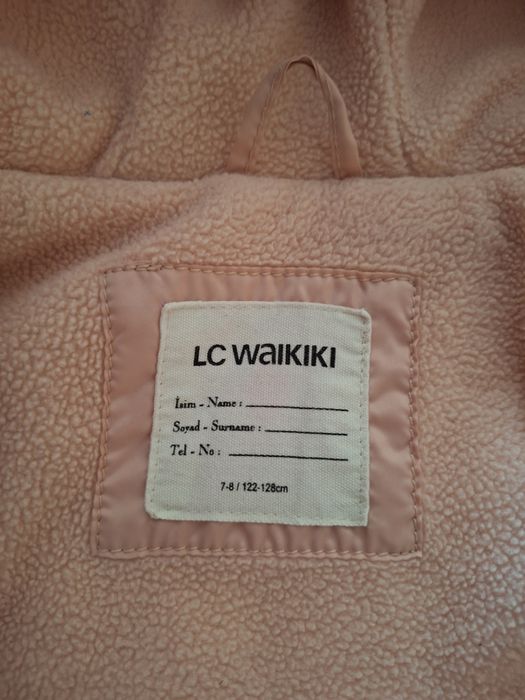 LC WAIKIKI
İsim - Name :
Soyad - Surname :
Tel - No :
7-8 / 122-128cm